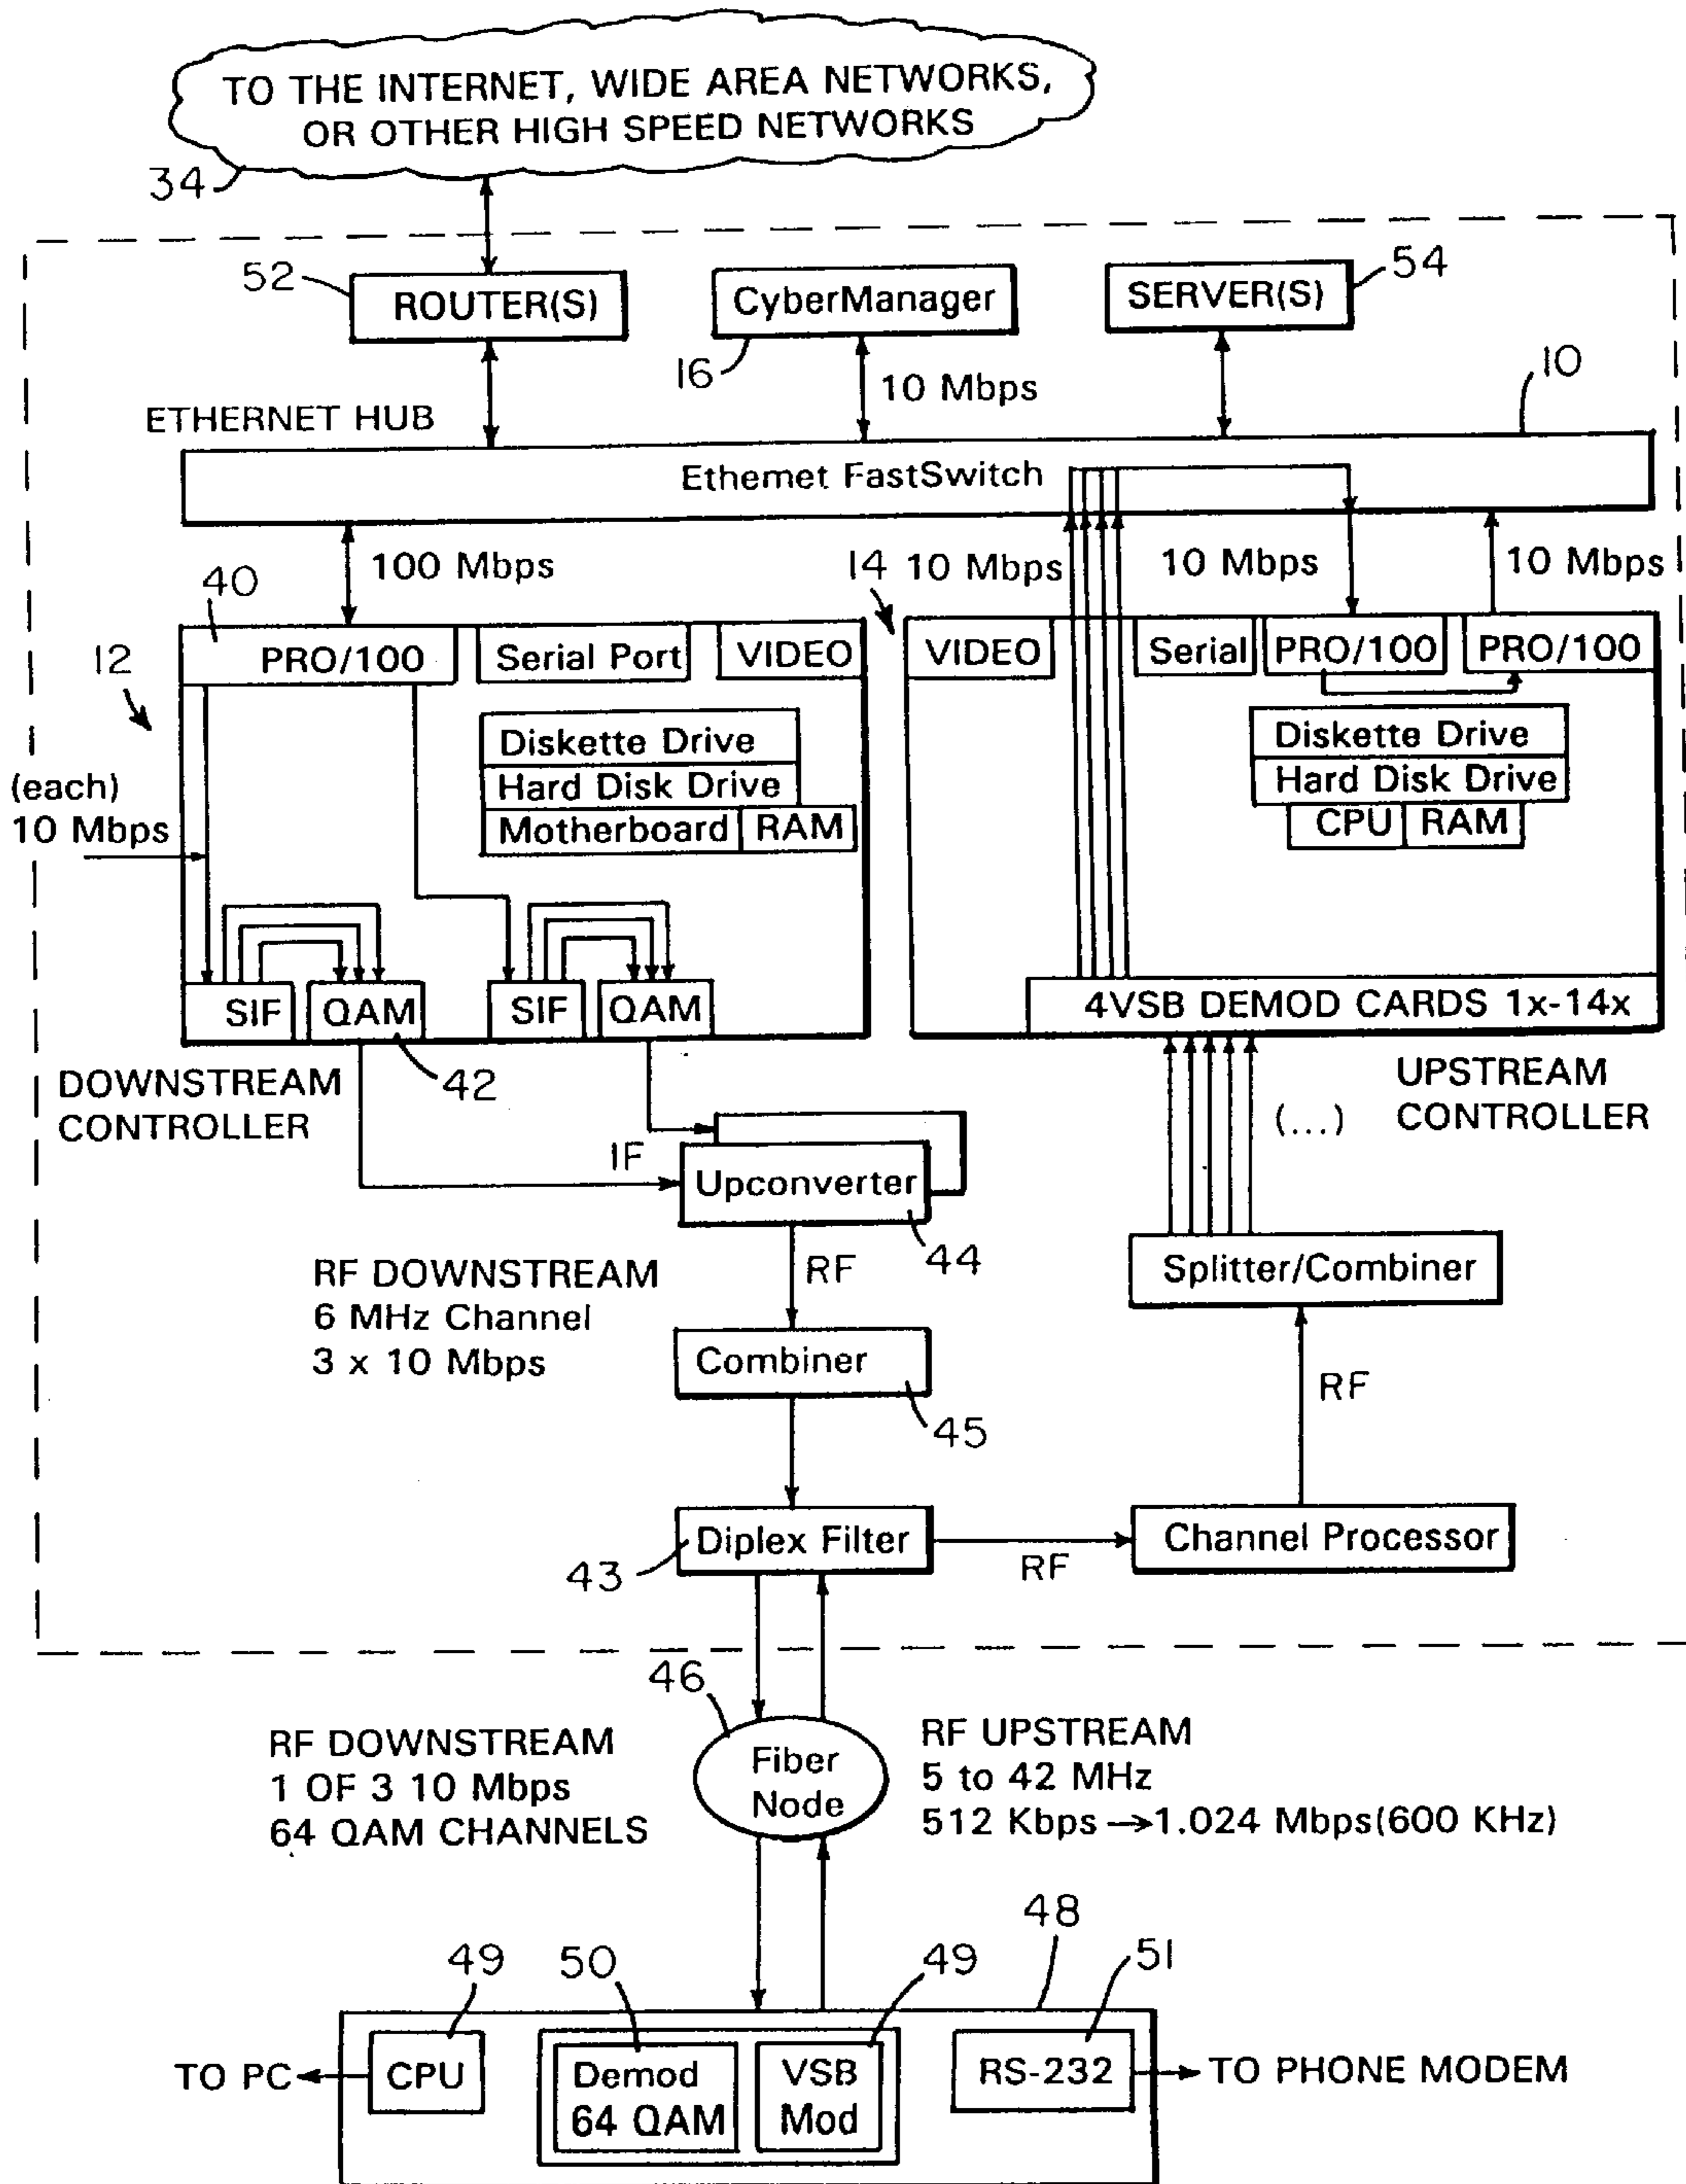 TO THE INTERNET, WIDE AREA NETWORKS,
OR OTHER HIGH SPEED NETWORKS
34
52
ROUTER(S)
CyberManager
16
SERVER(S)
54
10 Mbps
10
ETHERNET HUB
Ethernet FastSwitch
100 Mbps
14
10 Mbps
10 Mbps
10 Mbps
40
12
PRO/100
Serial Port
VIDEO
VIDEO
Serial
PRO/100
PRO/100
Diskette Drive
Hard Disk Drive
Motherboard
RAM
Diskette Drive
Hard Disk Drive
CPU
RAM
(each)
10 Mbps
SIF
QAM
SIF
QAM
4VSB DEMOD CARDS 1x-14x
DOWNSTREAM
CONTROLLER
42
UPSTREAM
CONTROLLER
(...)
IF
Upconverter
44
RF
RF DOWNSTREAM
6 MHz Channel
3 x 10 Mbps
Splitter/Combiner
Combiner
45
RF
Diplex Filter
43
RF
Channel Processor
46
RF DOWNSTREAM
1 OF 3 10 Mbps
64 QAM CHANNELS
Fiber
Node
RF UPSTREAM
5 to 42 MHz
512 Kbps →1.024 Mbps(600 KHz)
48
49
50
49
51
TO PC
CPU
Demod
64 QAM
VSB
Mod
RS-232
TO PHONE MODEM